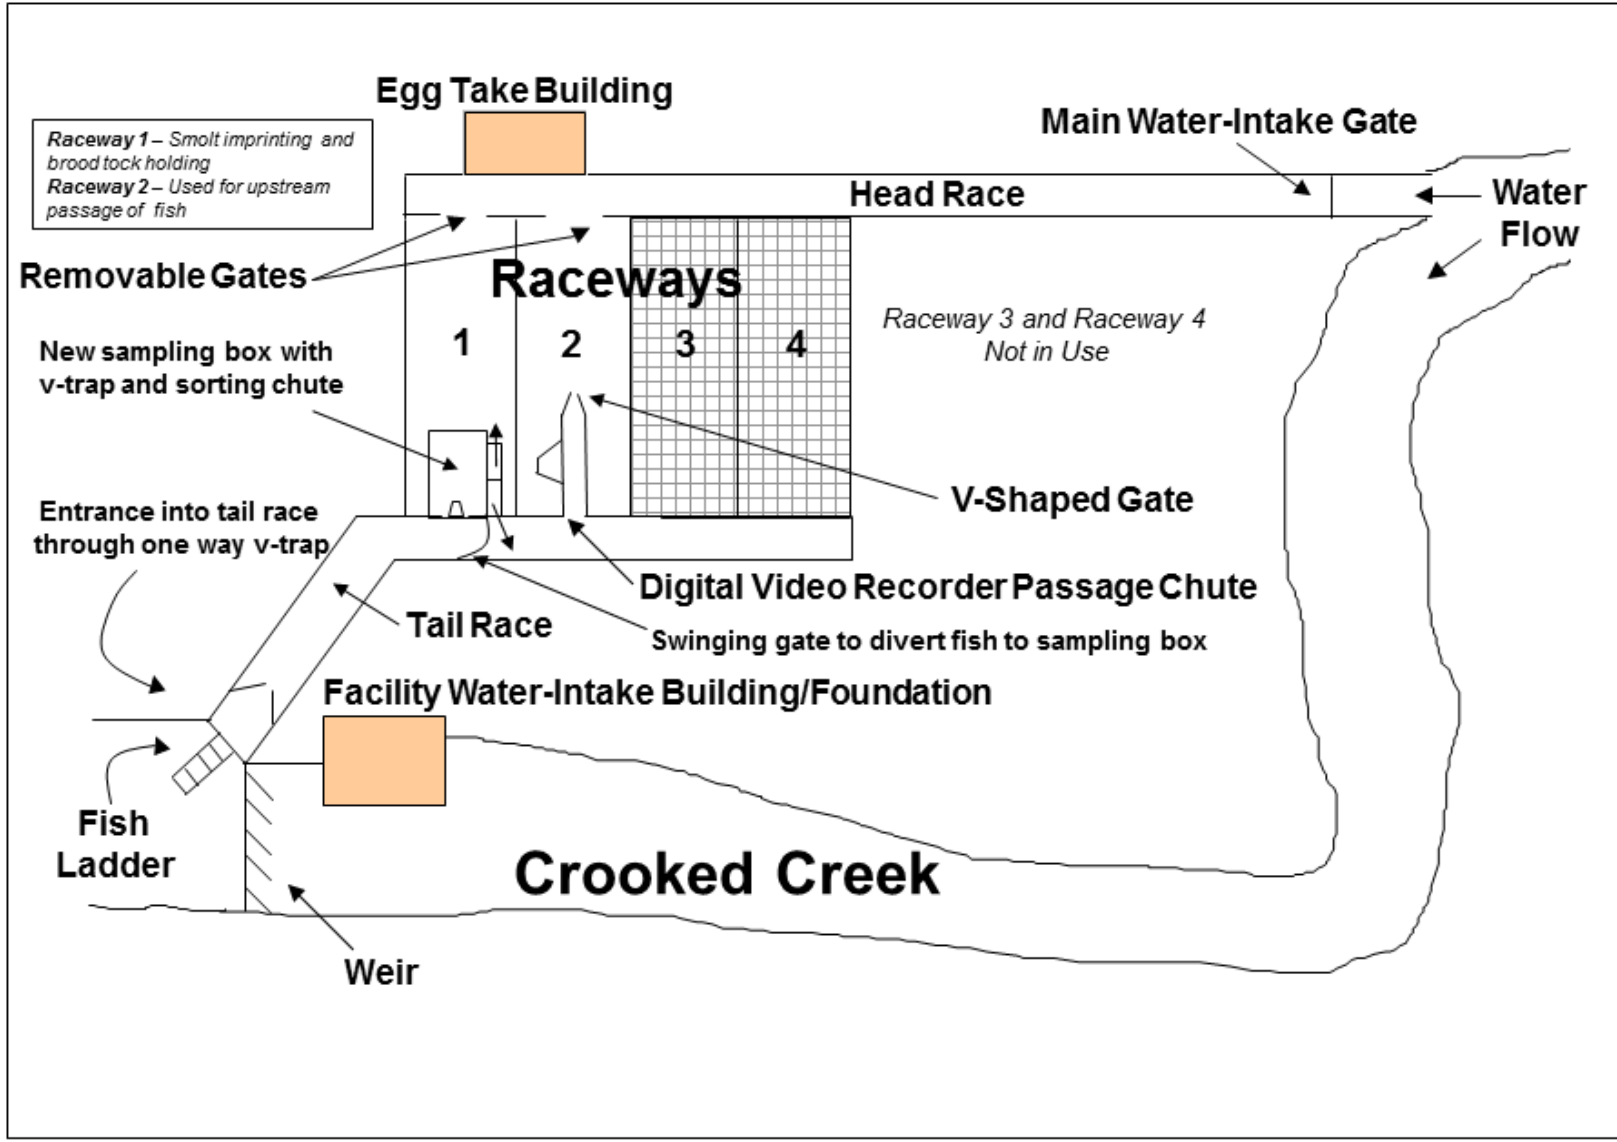 Egg Take Building
Main Water-Intake Gate
Raceway 1 – Smolt imprinting and
brood tock holding
Raceway 2 – Used for upstream
passage of fish
Head Race
Water
Flow
Removable Gates
Raceways
1
2
3
4
Raceway 3 and Raceway 4
Not in Use
New sampling box with
v-trap and sorting chute
V-Shaped Gate
Entrance into tail race
through one way v-trap
Digital Video Recorder Passage Chute
Tail Race
Swinging gate to divert fish to sampling box
Facility Water-Intake Building/Foundation
Fish
Ladder
Crooked Creek
Weir